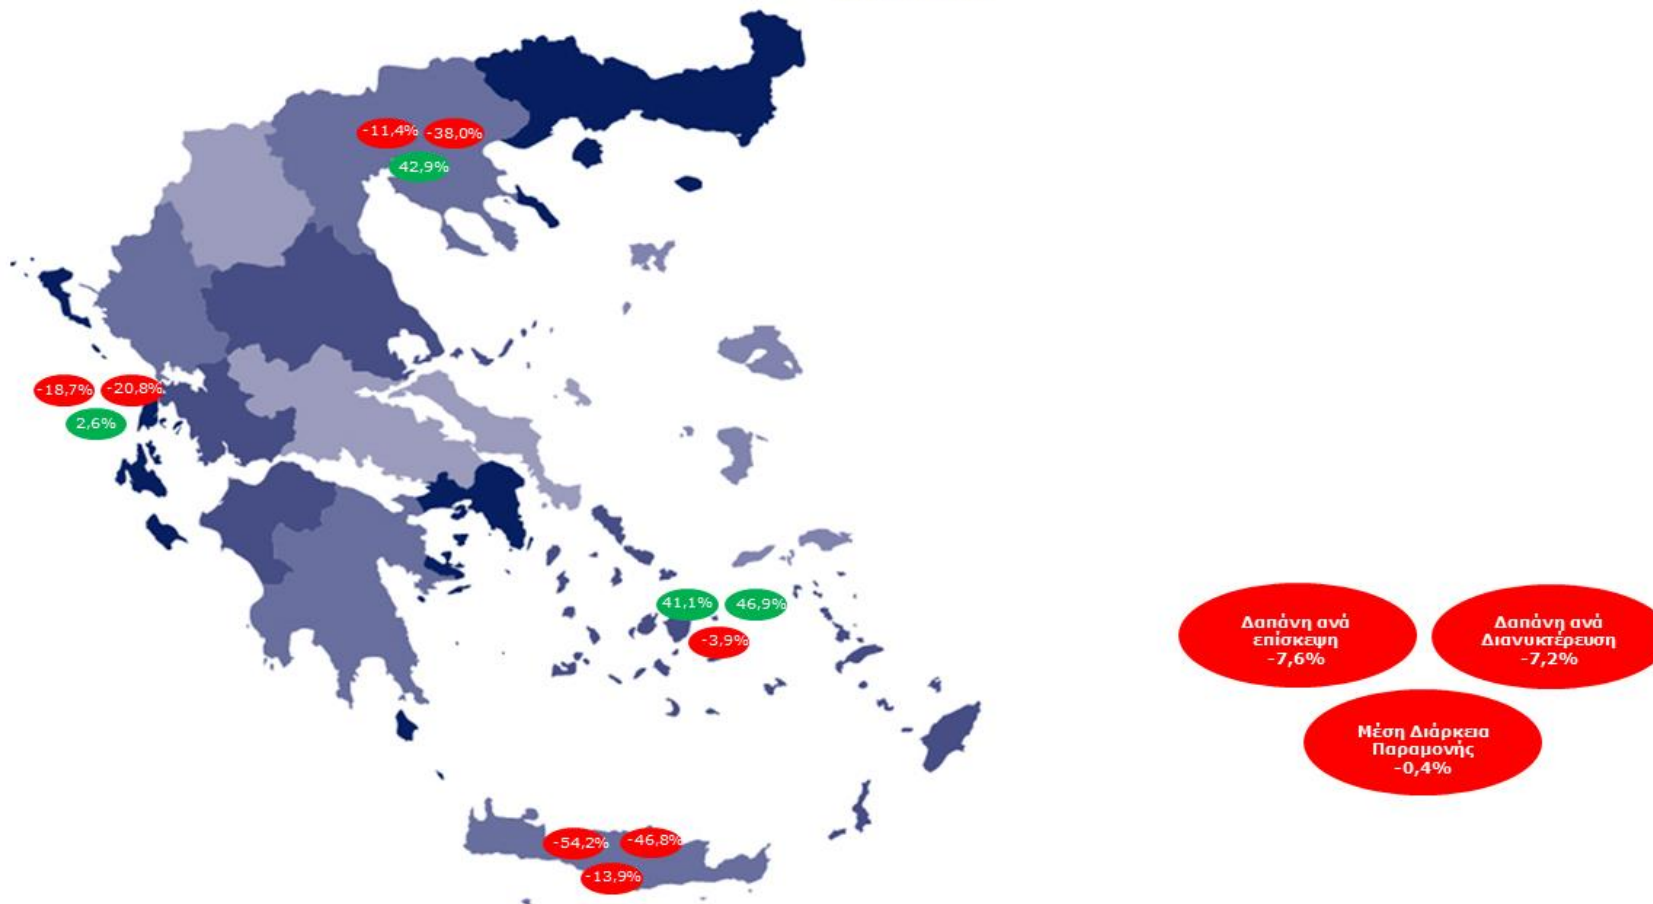 -11,4% -38,0%
42,9%
-18,7% -20,8%
2,6%
41,1% 46,9%
-3,9%
Δαπάνη ανά
επίσκεψη
-7,6%
Δαπάνη ανά
Διανυκτέρευση
-7,2%
Μέση Διάρκεια
Παραμονής
-0,4%
-54,2% -46,8%
-13,9%